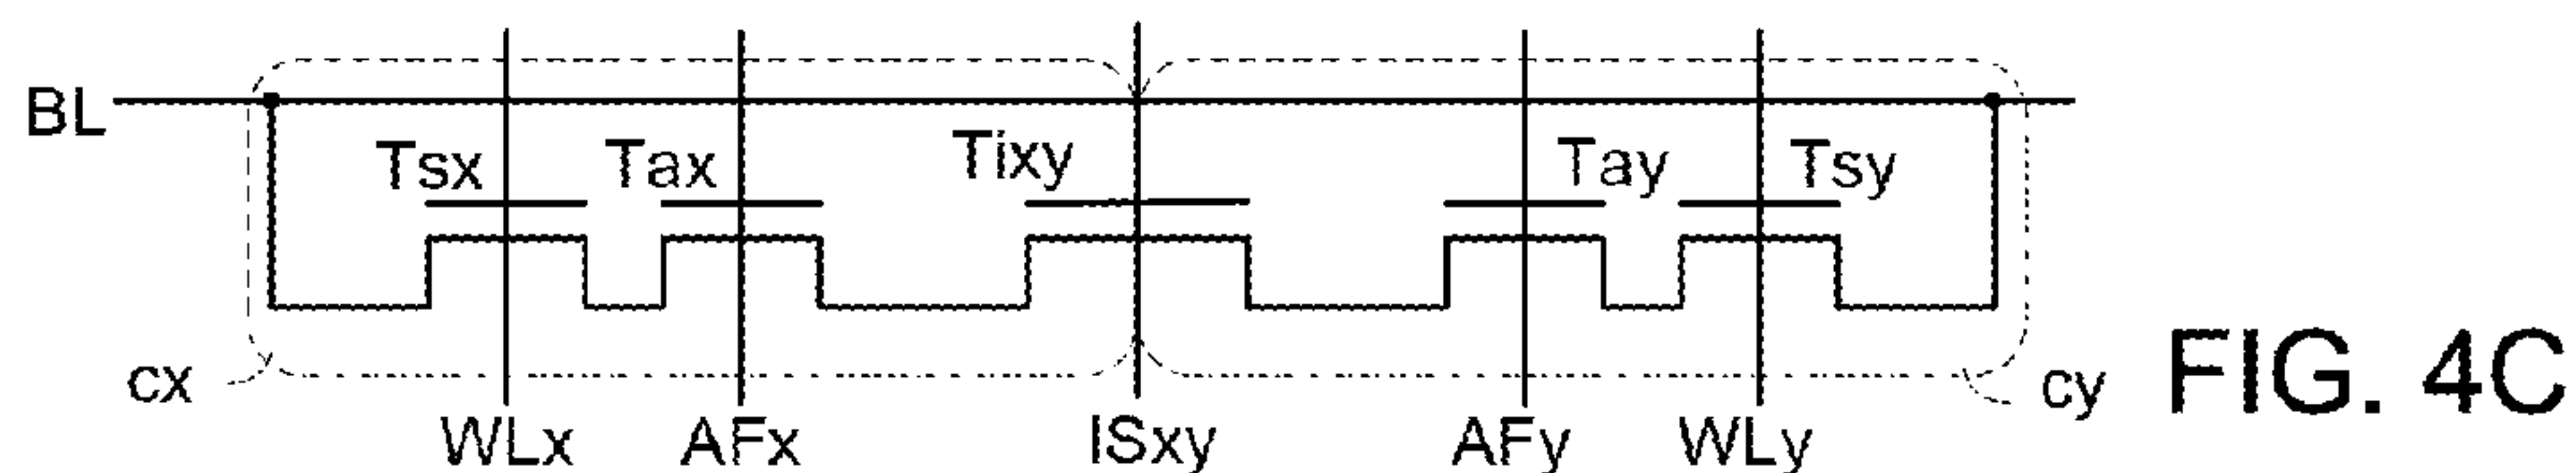 BL
Tsx Tax Tixy Tay Tsy
cx cy
WLx AFx ISxy AFy WLy
FIG. 4C